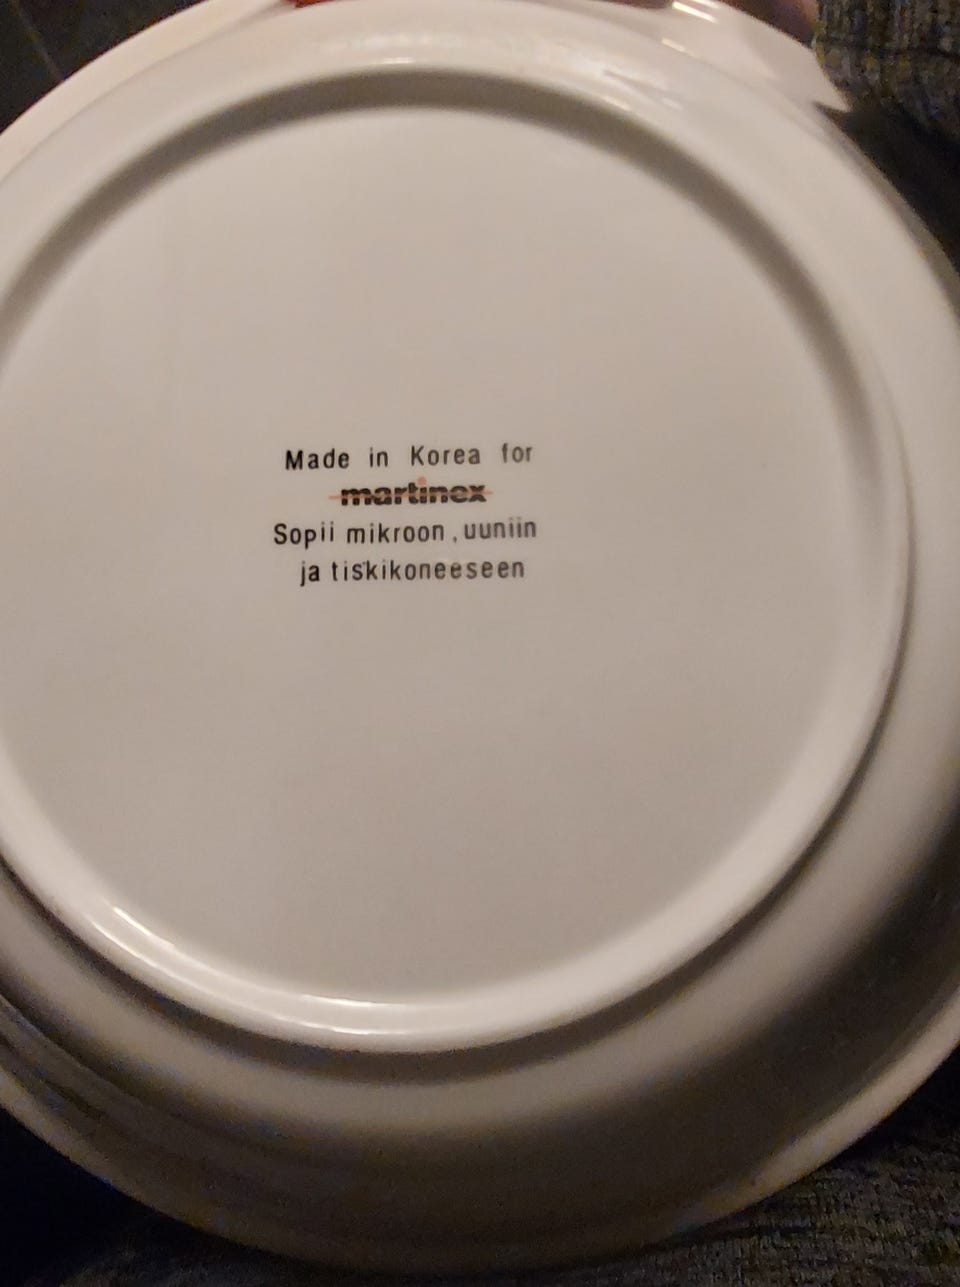 Made in Korea for
martinex
Sopii mikroon, uuniin
ja tiskikoneeseen